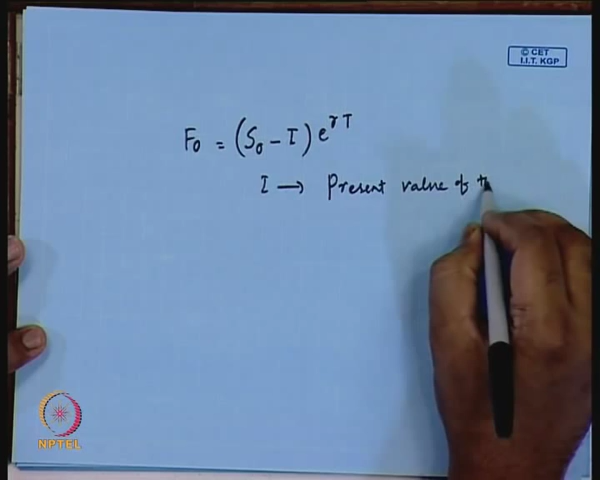 © CET
I.I.T. KGP
F₀ = (S₀ – I) e^{rT}
I → Present value of t
NPTEL